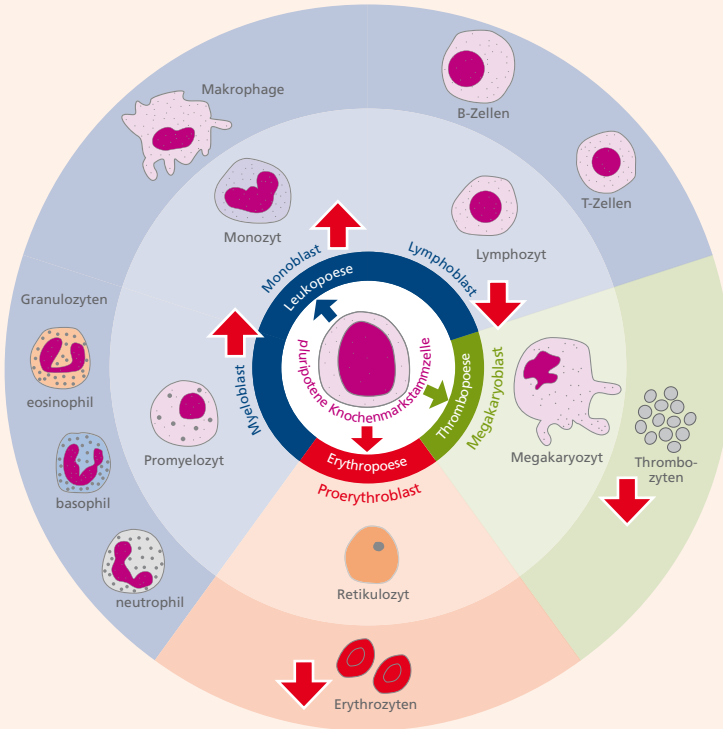 Makrophage
B-Zellen
T-Zellen
Monozyt
Lymphozyt
Monoblast
Leukopoese
Lymphoblast
Granulozyten
eosinophil
basophil
neutrophil
Promyelozyt
Myeloblast
pluripotene Knochenmarkstammzelle
Thrombopoese
Megakaryoblast
Megakaryozyt
Thrombo-
zyten
Erythropoese
Proerythroblast
Retikulozyt
Erythrozyten